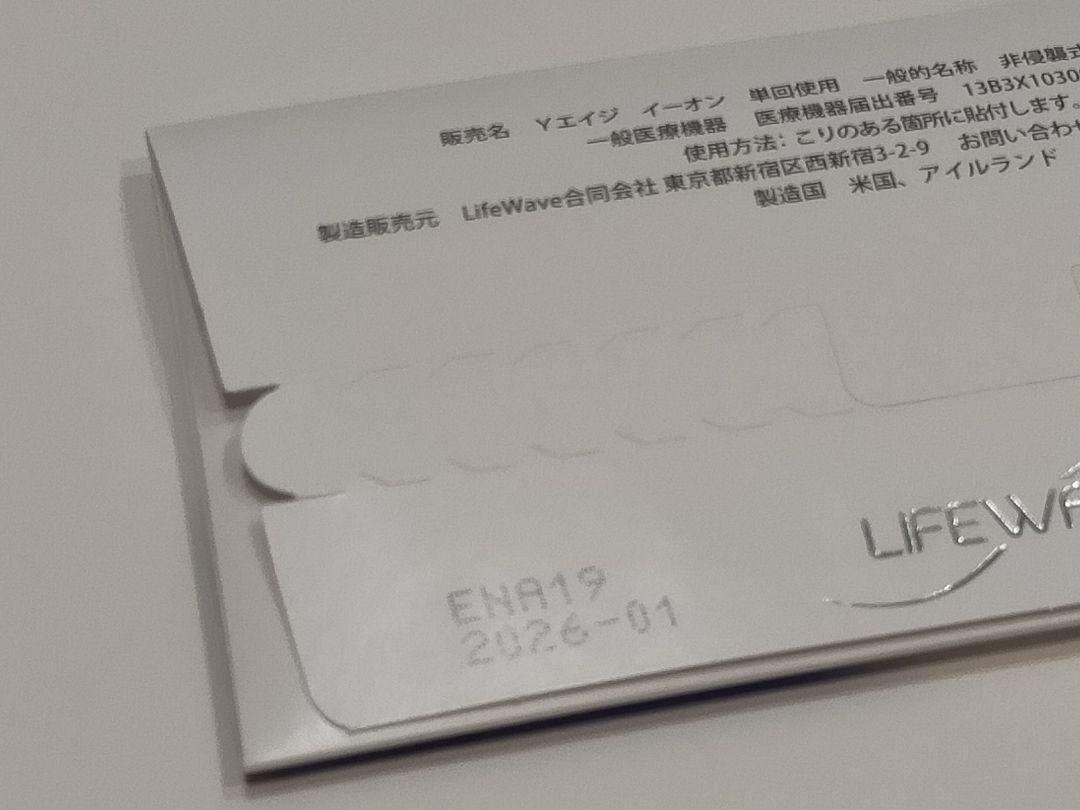 販売名 Yエイジ イーオン 単回使用 一般的名称 非侵襲式
一般医療機器 医療機器届出番号 13B3X1030
使用方法：こりのある箇所に貼付します。
製造販売元 LifeWave合同会社 東京都新宿区西新宿3-2-9 お問い合わせ
製造国 米国、アイルランド
LIFEWA
ENA19
2026-01